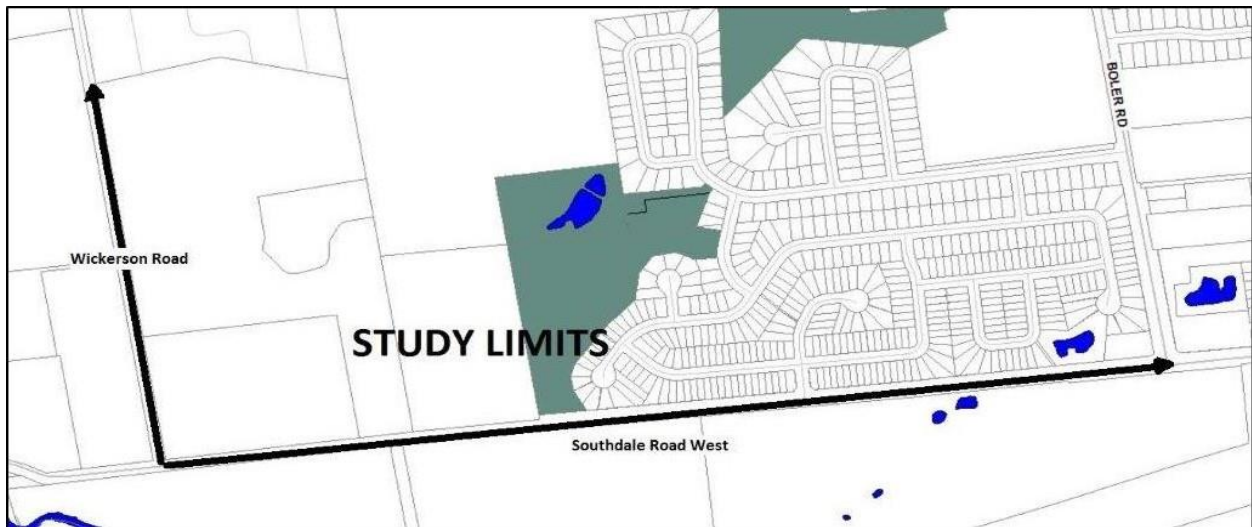 BOLER RD
Wickerson Road
STUDY LIMITS
Southdale Road West